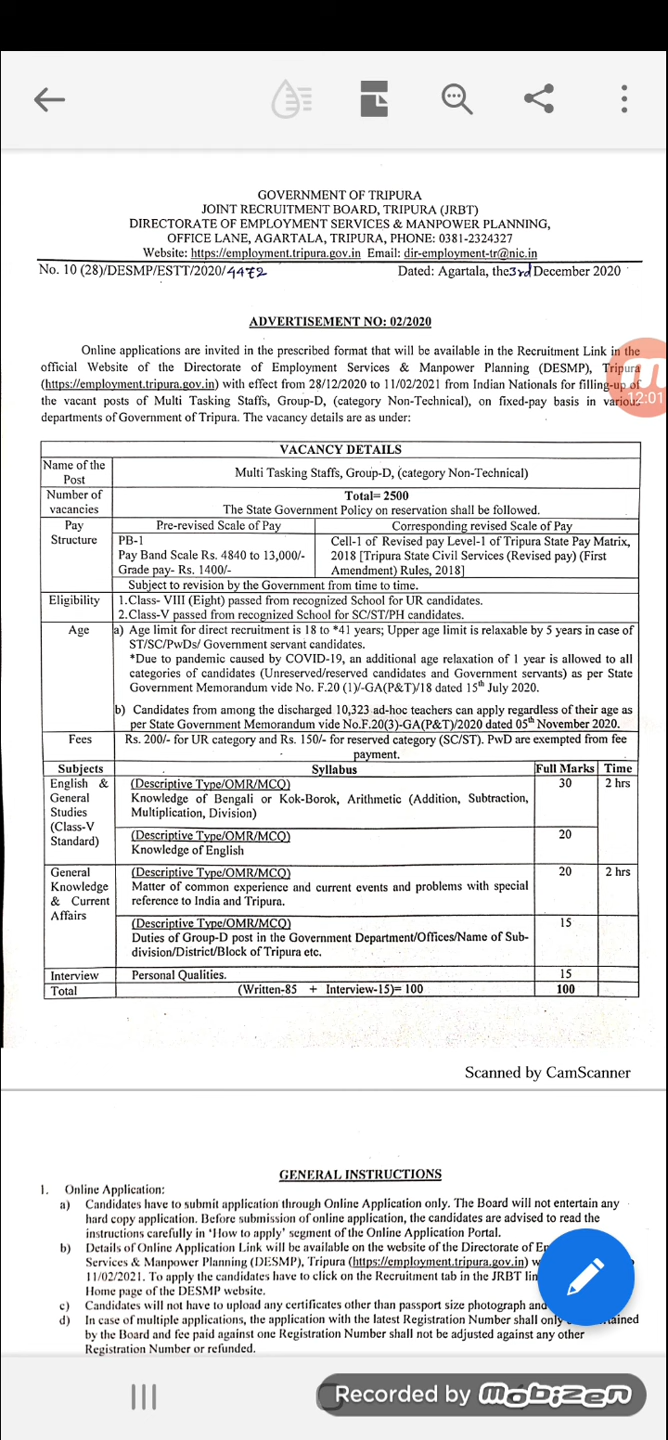 GOVERNMENT OF TRIPURA
JOINT RECRUITMENT BOARD, TRIPURA (JRBT)
DIRECTORATE OF EMPLOYMENT SERVICES & MANPOWER PLANNING,
OFFICE LANE, AGARTALA, TRIPURA, PHONE: 0381-2324327
Website: https://employment.tripura.gov.in Email: dir-employment-tr@nic.in
No. 10 (28)/DESMP/ESTT/2020/4472 Dated: Agartala, the 3rd December 2020
ADVERTISEMENT NO: 02/2020
Online applications are invited in the prescribed format that will be available in the Recruitment Link in the
official Website of the Directorate of Employment Services & Manpower Planning (DESMP), Tripura
(https://employment.tripura.gov.in) with effect from 28/12/2020 to 11/02/2021 from Indian Nationals for filling-up of
12:01
the vacant posts of Multi Tasking Staffs, Group-D, (category Non-Technical), on fixed-pay basis in various
departments of Government of Tripura. The vacancy details are as under:
VACANCY DETAILS
Name of the Post Multi Tasking Staffs, Group-D, (category Non-Technical)
Number of vacancies Total= 2500
The State Government Policy on reservation shall be followed.
Pay Structure Pre-revised Scale of Pay Corresponding revised Scale of Pay
PB-1 Cell-1 of Revised pay Level-1 of Tripura State Pay Matrix,
Pay Band Scale Rs. 4840 to 13,000/- 2018 [Tripura State Civil Services (Revised pay) (First
Grade pay- Rs. 1400/- Amendment) Rules, 2018]
Subject to revision by the Government from time to time.
Eligibility 1.Class- VIII (Eight) passed from recognized School for UR candidates.
2.Class-V passed from recognized School for SC/ST/PH candidates.
Age a) Age limit for direct recruitment is 18 to *41 years; Upper age limit is relaxable by 5 years in case of
ST/SC/PwDs/ Government servant candidates.
*Due to pandemic caused by COVID-19, an additional age relaxation of 1 year is allowed to all
categories of candidates (Unreserved/reserved candidates and Government servants) as per State
Government Memorandum vide No. F.20 (1)/-GA(P&T)/18 dated 15th July 2020.
b) Candidates from among the discharged 10,323 ad-hoc teachers can apply regardless of their age as
per State Government Memorandum vide No.F.20(3)-GA(P&T)/2020 dated 05th November 2020.
Fees Rs. 200/- for UR category and Rs. 150/- for reserved category (SC/ST). PwD are exempted from fee
payment.
Subjects Syllabus Full Marks Time
English & General Studies (Class-V Standard) (Descriptive Type/OMR/MCQ) 30 2 hrs
Knowledge of Bengali or Kok-Borok, Arithmetic (Addition, Subtraction,
Multiplication, Division)
(Descriptive Type/OMR/MCQ) 20
Knowledge of English
General Knowledge & Current Affairs (Descriptive Type/OMR/MCQ) 20 2 hrs
Matter of common experience and current events and problems with special
reference to India and Tripura.
(Descriptive Type/OMR/MCQ) 15
Duties of Group-D post in the Government Department/Offices/Name of Sub-
division/District/Block of Tripura etc.
Interview Personal Qualities. 15
Total (Written-85 + Interview-15)= 100 100
Scanned by CamScanner
GENERAL INSTRUCTIONS
1. Online Application:
a) Candidates have to submit application through Online Application only. The Board will not entertain any
hard copy application. Before submission of online application, the candidates are advised to read the
instructions carefully in 'How to apply' segment of the Online Application Portal.
b) Details of Online Application Link will be available on the website of the Directorate of
Services & Manpower Planning (DESMP), Tripura (https://employment.tripura.gov.in)
11/02/2021. To apply the candidates have to click on the Recruitment tab in the JRBT
Home page of the DESMP website.
c) Candidates will not have to upload any certificates other than passport size photograph and
d) In case of multiple applications, the application with the latest Registration Number shall only
by the Board and fee paid against one Registration Number shall not be adjusted against any other
Registration Number or refunded.
Recorded by mobizen